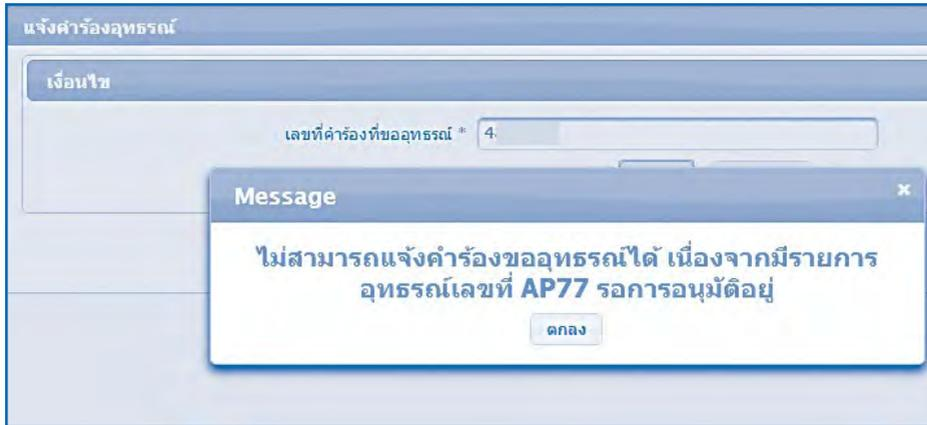 แจ้งคำร้องอุทธรณ์
เงื่อนไข
เลขที่คำร้องที่ขออุทธรณ์ * 4
Message
ไม่สามารถแจ้งคำร้องขออุทธรณ์ได้ เนื่องจากมีรายการ
อุทธรณ์เลขที่ AP77 รอการอนุมัติอยู่
ตกลง